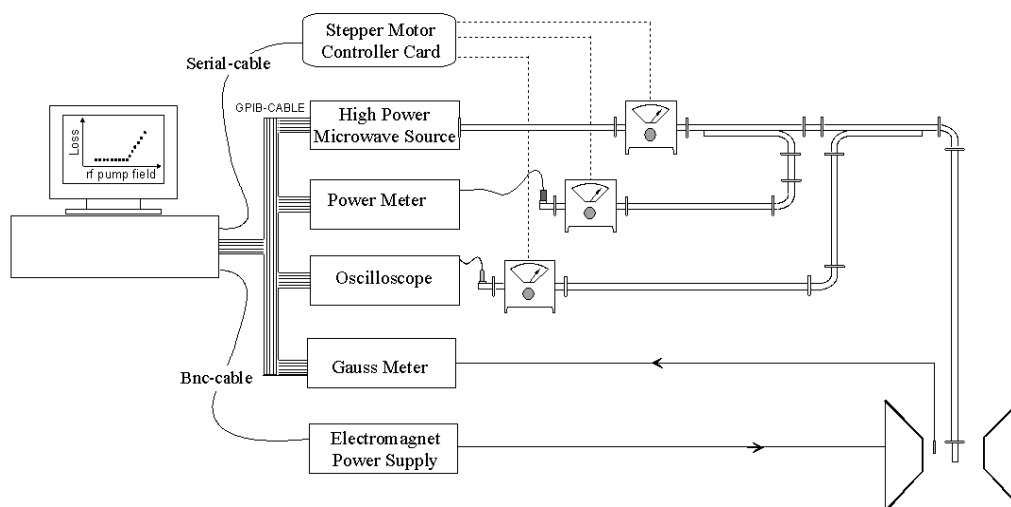 Stepper Motor
Controller Card
Serial-cable
GPIB-CABLE
High Power
Microwave Source
Loss
rf pump field
Power Meter
Oscilloscope
Gauss Meter
Bnc-cable
Electromagnet
Power Supply